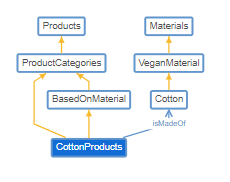 Products
Materials
ProductCategories
VeganMaterial
BasedOnMaterial
Cotton
isMadeOf
CottonProducts